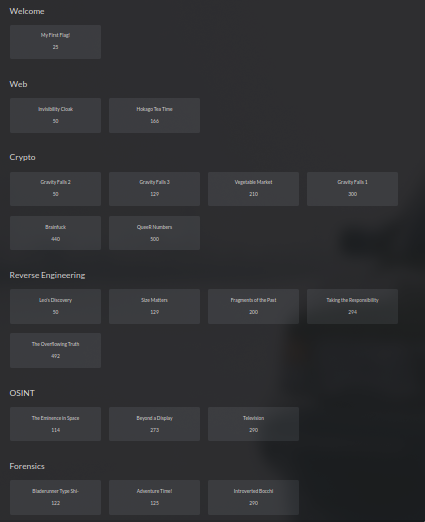 Welcome
My First Flag!
25
Web
Invisibility Cloak
50
Hokago Tea Time
166
Crypto
Gravity Falls 2
50
Gravity Falls 3
129
Vegetable Market
210
Gravity Falls 1
300
Brainfuck
440
QueeR Numbers
500
Reverse Engineering
Leo's Discovery
50
Size Matters
129
Fragments of the Past
200
Taking the Responsibility
294
The Overflowing Truth
492
OSINT
The Eminence in Space
114
Beyond a Display
273
Television
290
Forensics
Bladerunner Type Shi-
122
Adventure Time!
125
Introverted Bocchi
290